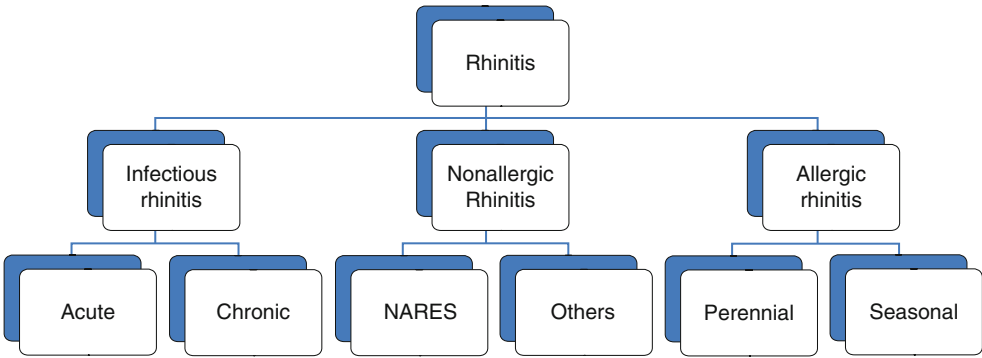 Rhinitis
Infectious
rhinitis
Nonallergic
Rhinitis
Allergic
rhinitis
Acute
Chronic
NARES
Others
Perennial
Seasonal